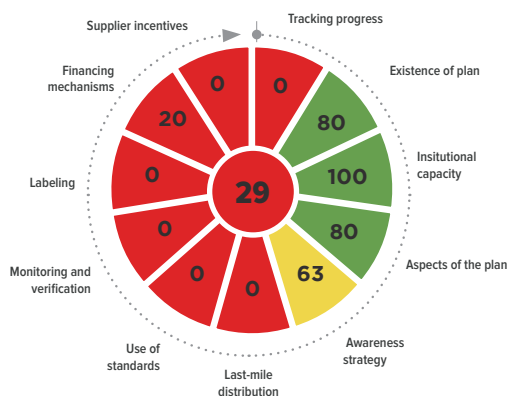 Tracking progress
0
Existence of plan
80
Insitutional
capacity
100
Aspects of the plan
80
Awareness
strategy
63
Last-mile
distribution
0
Use of
standards
0
Monitoring and
verification
0
Labeling
0
Financing
mechanisms
20
Supplier incentives
0
29